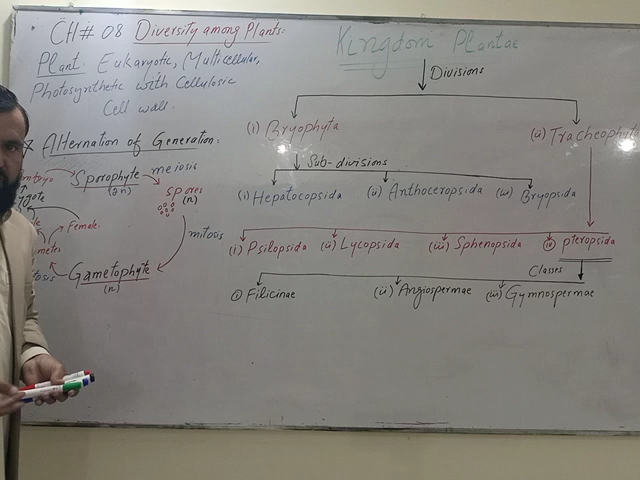 CH# 08 Diversity among Plants:
Plant: Eukaryotic, Multicellular,
Photosynthetic with Cellulosic
Cell wall.
Alternation of Generation:
Sporophyte
(2n)
meiosis
spores
(n)
mitosis
Female
Gametophyte
(n)
Kingdom Plantae
Divisions
(i) Bryophyta
(ii) Tracheophyt
Sub-divisions
(i) Hepatocopsida (ii) Anthoceropsida (iii) Bryopsida
(i) Psilopsida (ii) Lycopsida (iii) Sphenopsida (iv) pteropsida
Classes
(i) Filicinae (ii) Angiospermae (iii) Gymnospermae